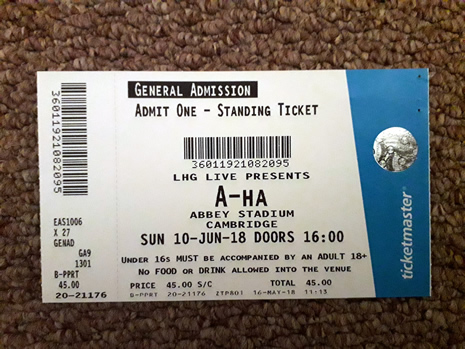 36011921082095
EAS1006
X 27
GENAD
GA9
1301
B-PPRT
45.00
20-21176
GENERAL ADMISSION
ADMIT ONE - STANDING TICKET
36011921082095
LHG LIVE PRESENTS
A-HA
ABBEY STADIUM
CAMBRIDGE
SUN 10-JUN-18 DOORS 16:00
UNDER 16S MUST BE ACCOMPANIED BY AN ADULT 18+
NO FOOD OR DRINK ALLOWED INTO THE VENUE
PRICE 45.00 S/C TOTAL 45.00
B-PPRT 20-21176 ZTP801 16-MAY-18 11:13
ticketmaster®